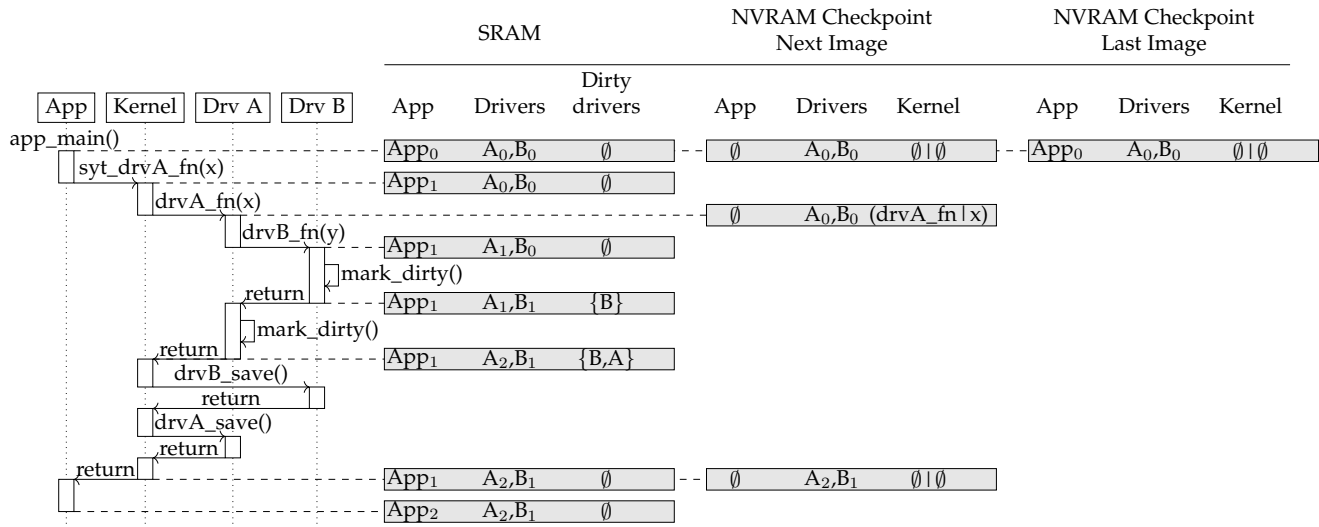 SRAM
NVRAM Checkpoint
Next Image
NVRAM Checkpoint
Last Image
App Kernel Drv A Drv B
App Drivers Dirty
drivers
App Drivers Kernel
App Drivers Kernel
app_main()
App₀ A₀,B₀ ∅
∅ A₀,B₀ ∅|∅
App₀ A₀,B₀ ∅|∅
syt_drvA_fn(x)
App₁ A₀,B₀ ∅
drvA_fn(x)
∅ A₀,B₀ (drvA_fn|x)
drvB_fn(y)
App₁ A₁,B₀ ∅
mark_dirty()
return
App₁ A₁,B₁ {B}
mark_dirty()
return
App₁ A₂,B₁ {B,A}
drvB_save()
return
drvA_save()
return
return
App₁ A₂,B₁ ∅
∅ A₂,B₁ ∅|∅
App₂ A₂,B₁ ∅